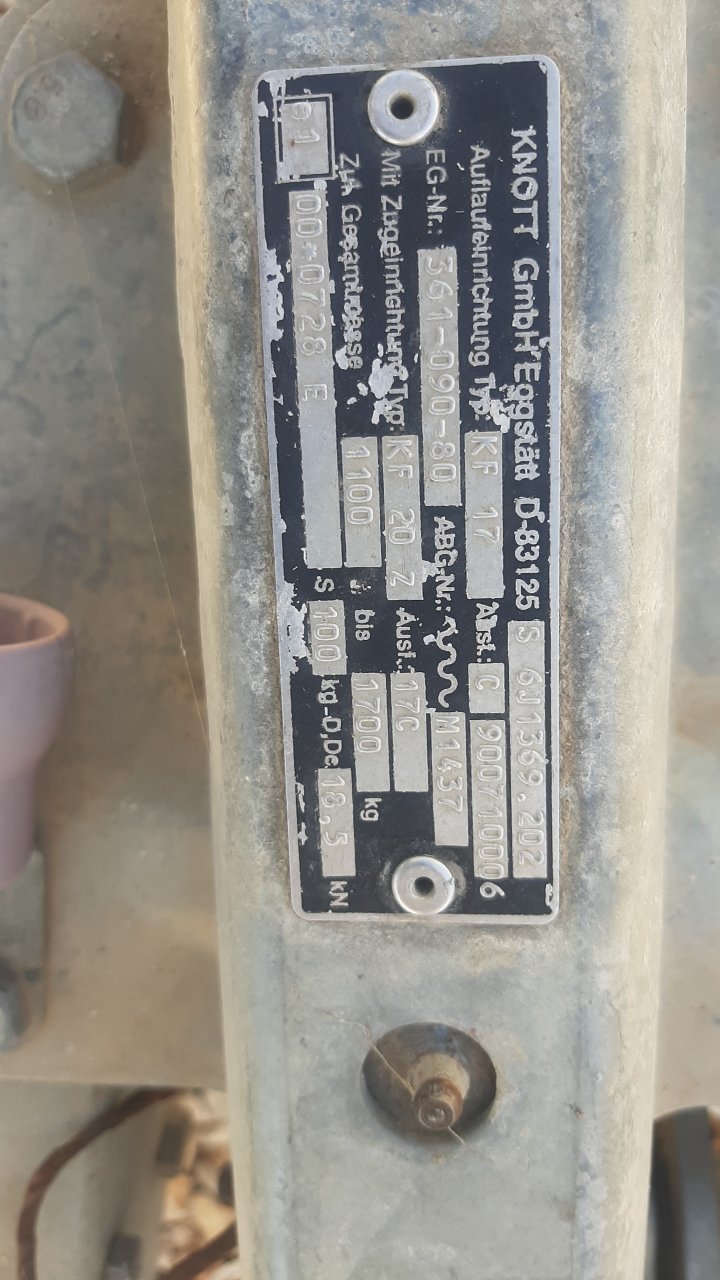 KNOTT GmbH Eggstätt D-83125 S 6J1369.202
Auflaufeinrichtung Typ: KF 17 Ausf.: C 900710006
EG-Nr.: 361-090-80 ABG-Nr.: M1437
Mit Zugeinrichtung Typ: KF 20 Z Ausf.: 17C
Zul. Gesamtmasse 1100 bis 1700 kg
e1 00*0728 E S 100 kg-D,Dc 18,5 kN